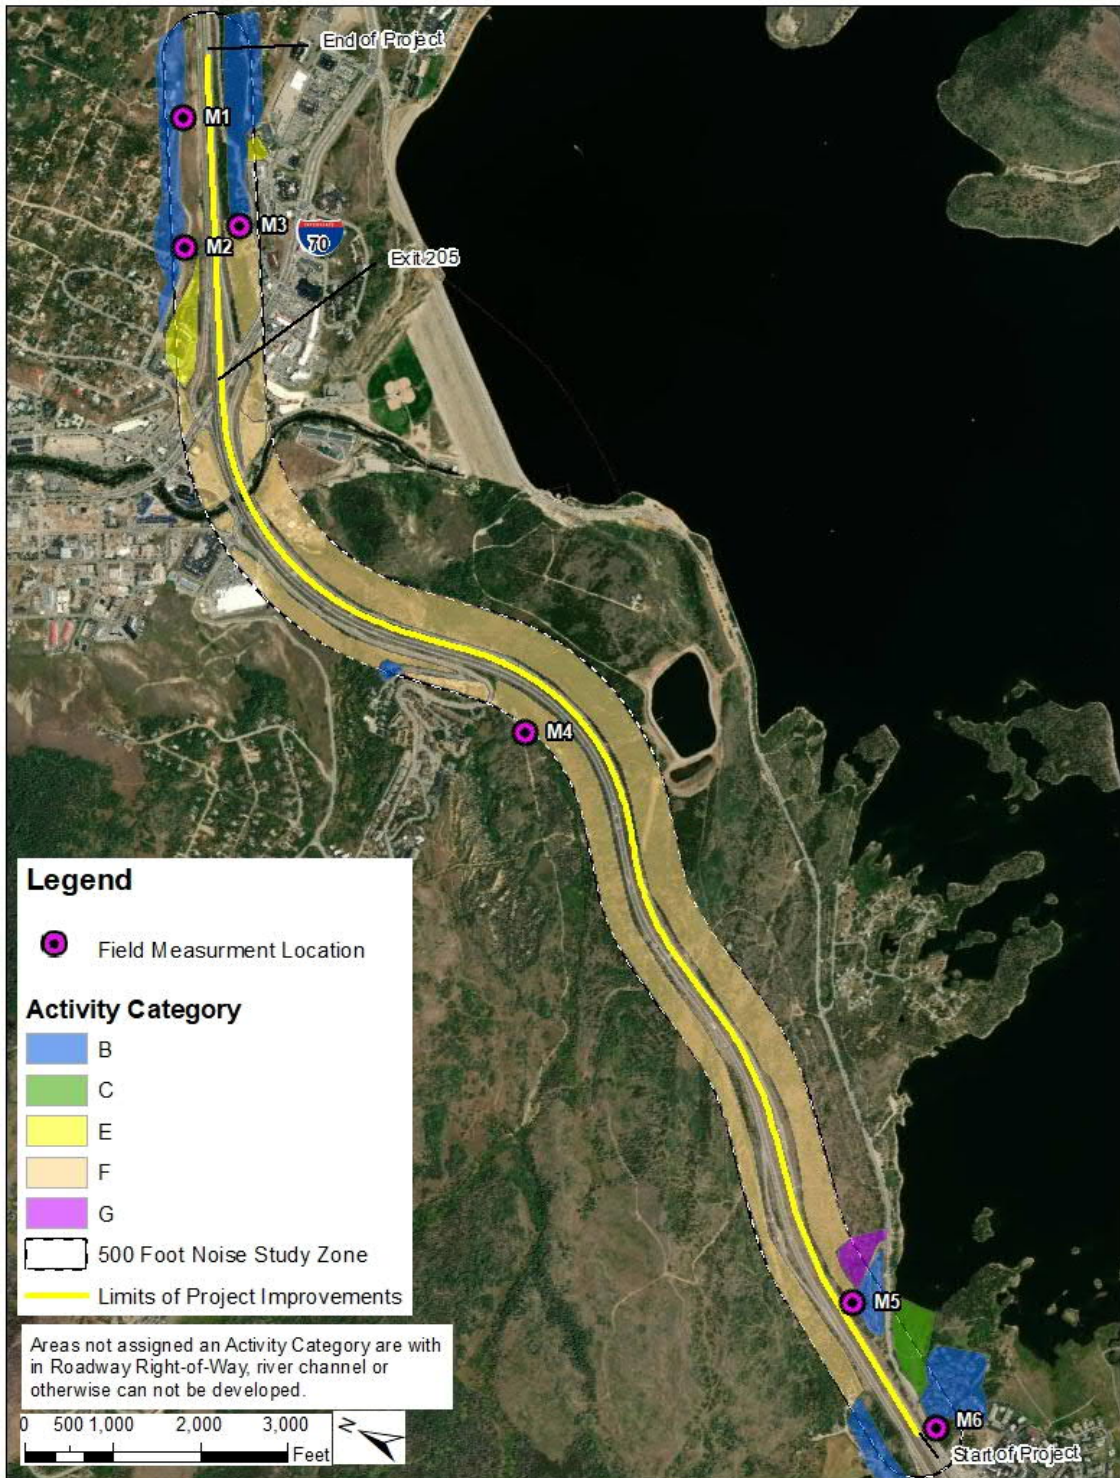 End of Project
M1
M3
INTERSTATE
70
M2
Exit 205
M4
Legend
Field Measurment Location
Activity Category
B
C
E
F
G
500 Foot Noise Study Zone
Limits of Project Improvements
M5
Areas not assigned an Activity Category are with
in Roadway Right-of-Way, river channel or
otherwise can not be developed.
0 500 1,000 2,000 3,000
Feet
N
M6
Start of Project